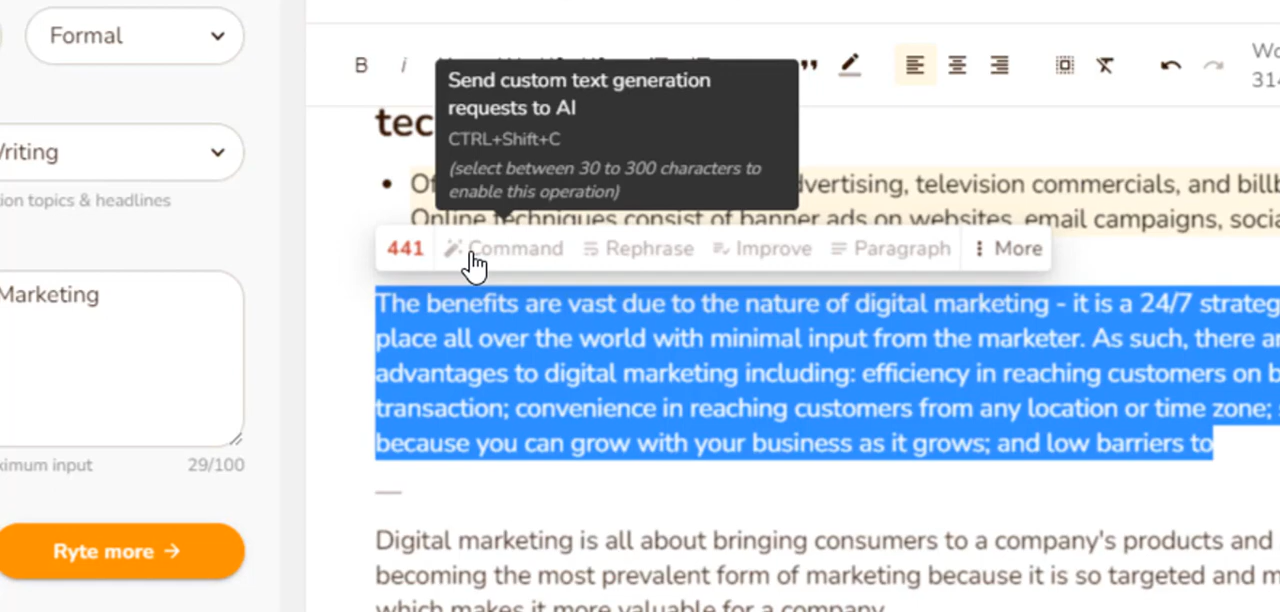 Formal
Writing
ion topics & headlines
Marketing
ximum input 29/100
Ryte more →
B i
314
Send custom text generation
requests to AI
CTRL+Shift+C
(select between 30 to 300 characters to
enable this operation)
tec
• Of dvertising, television commercials, and billb
Online techniques consist of banner ads on websites, email campaigns, socia
441 Command Rephrase Improve Paragraph More
The benefits are vast due to the nature of digital marketing - it is a 24/7 strateg
place all over the world with minimal input from the marketer. As such, there ar
advantages to digital marketing including: efficiency in reaching customers on b
transaction; convenience in reaching customers from any location or time zone;
because you can grow with your business as it grows; and low barriers to
—
Digital marketing is all about bringing consumers to a company's products and
becoming the most prevalent form of marketing because it is so targeted and m
which makes it more valuable for a company.